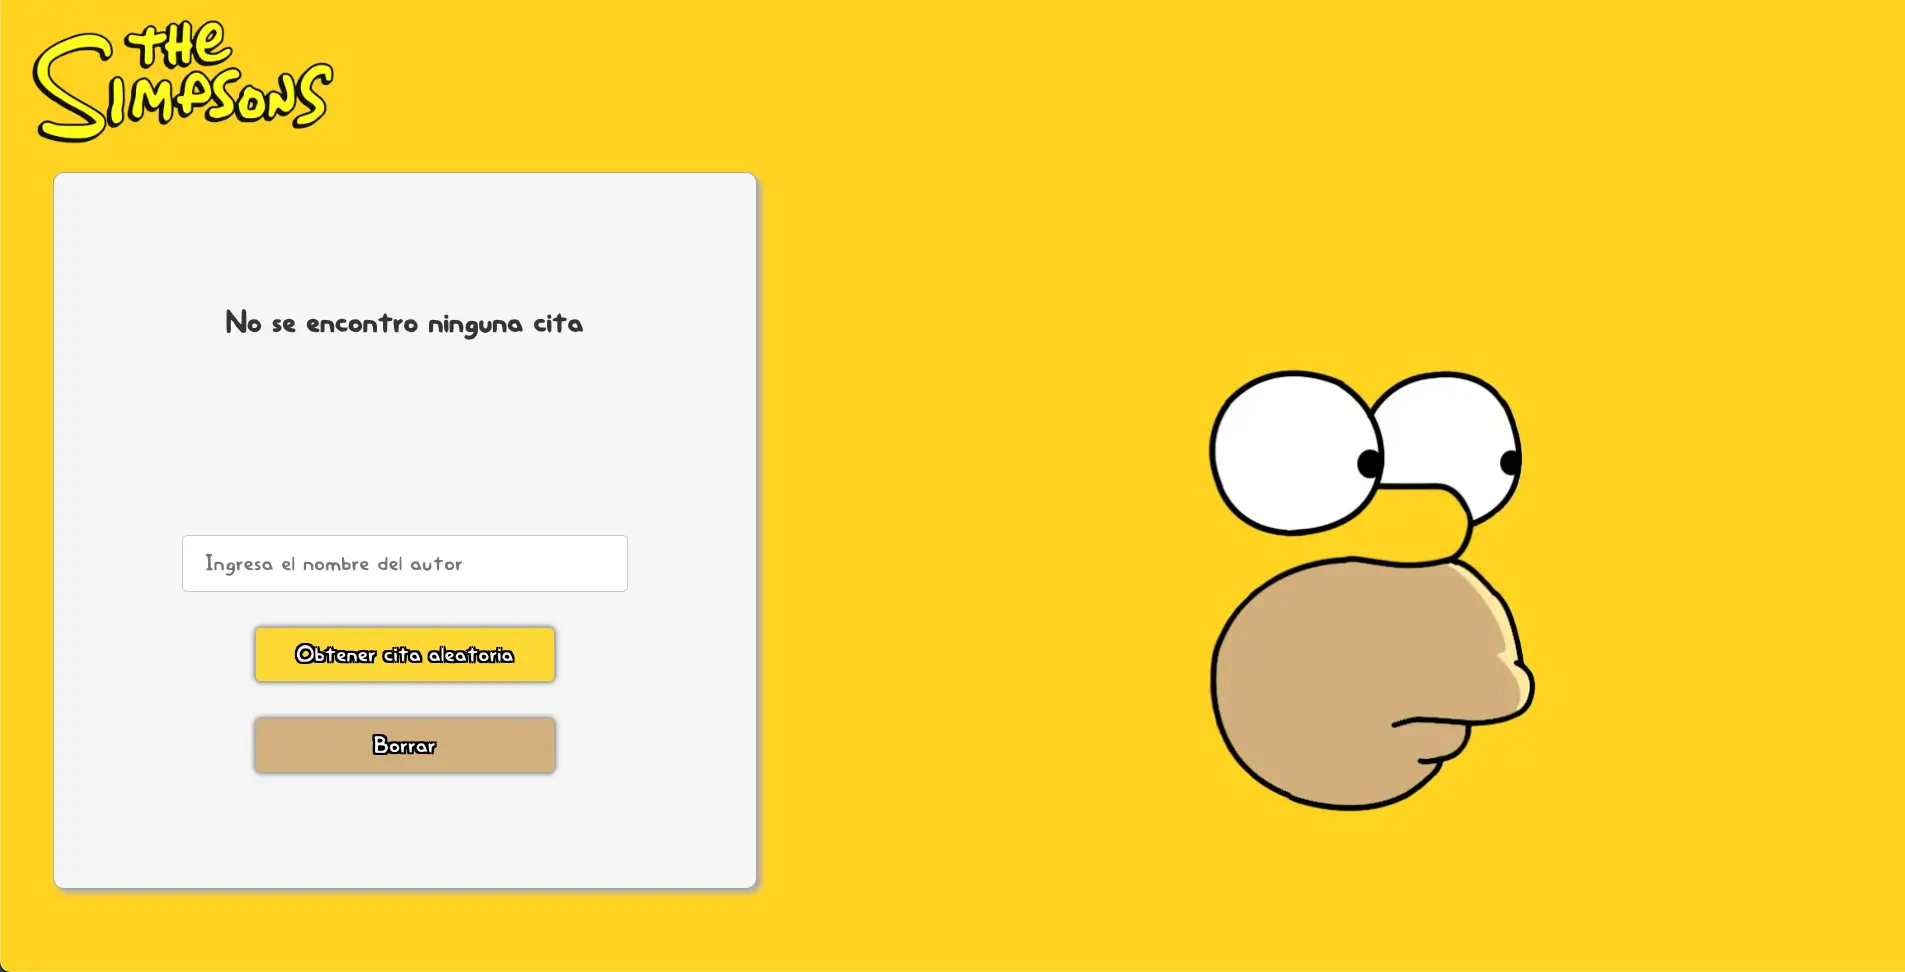 THE
SIMPSONS
No se encontro ninguna cita
Ingresa el nombre del autor
Obtener cita aleatoria
Borrar